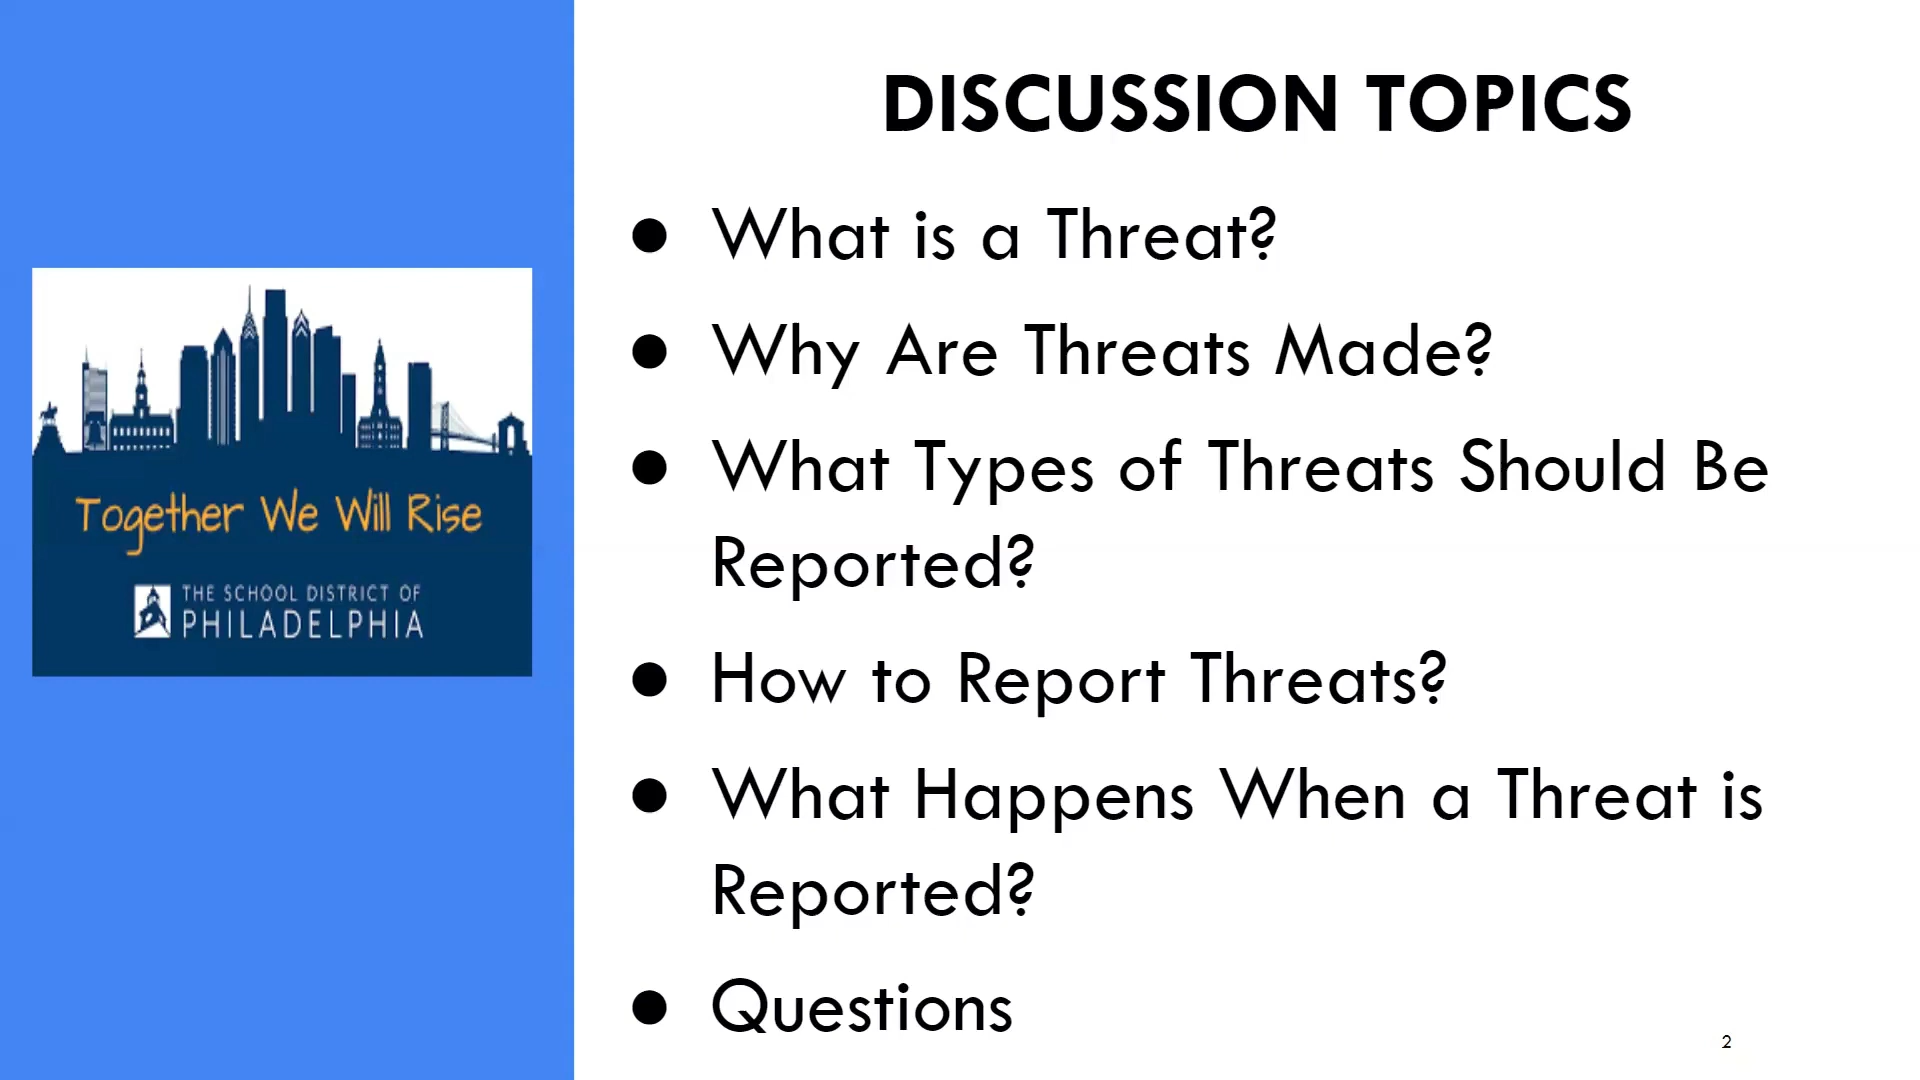 DISCUSSION TOPICS
● What is a Threat?
● Why Are Threats Made?
● What Types of Threats Should Be
Reported?
● How to Report Threats?
● What Happens When a Threat is
Reported?
● Questions
Together We Will Rise
THE SCHOOL DISTRICT OF
PHILADELPHIA
2